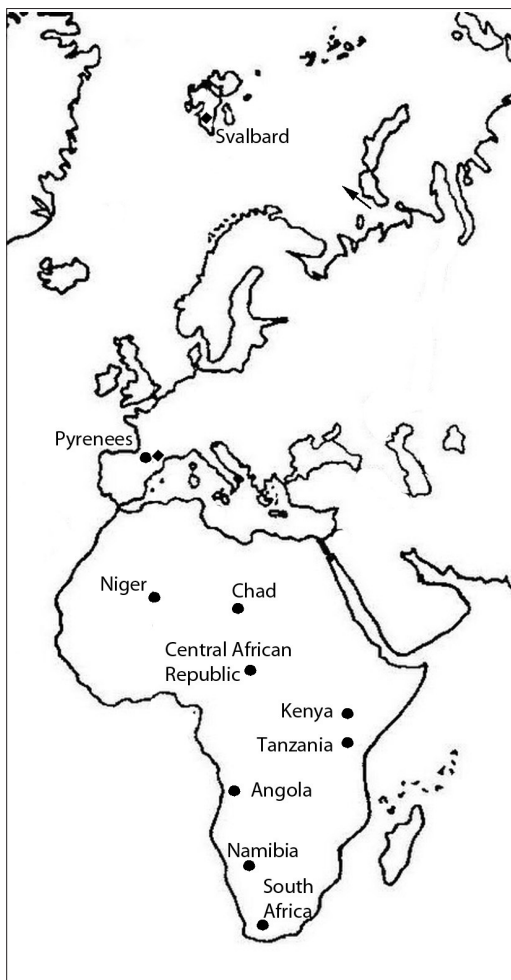 Svalbard
Pyrenees
Niger
Chad
Central African
Republic
Kenya
Tanzania
Angola
Namibia
South
Africa